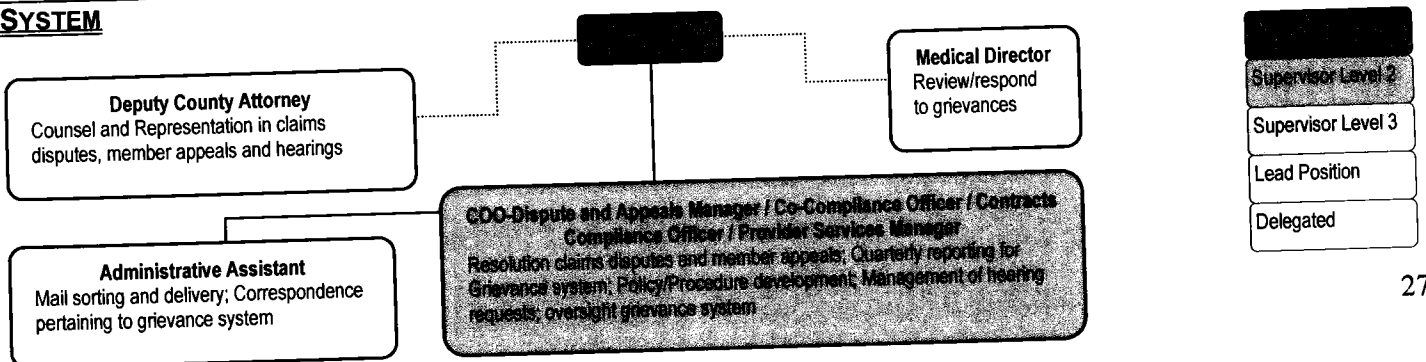 SYSTEM
Deputy County Attorney
Counsel and Representation in claims
disputes, member appeals and hearings
Medical Director
Review/respond
to grievances
COO-Dispute and Appeals Manager / Co-Compliance Officer / Contracts
Compliance Officer / Provider Services Manager
Resolution claims disputes and member appeals; Quarterly reporting for
Grievance system; Policy/Procedure development; Management of hearing
requests; oversight grievance system
Administrative Assistant
Mail sorting and delivery; Correspondence
pertaining to grievance system
Supervisor Level 2
Supervisor Level 3
Lead Position
Delegated
27